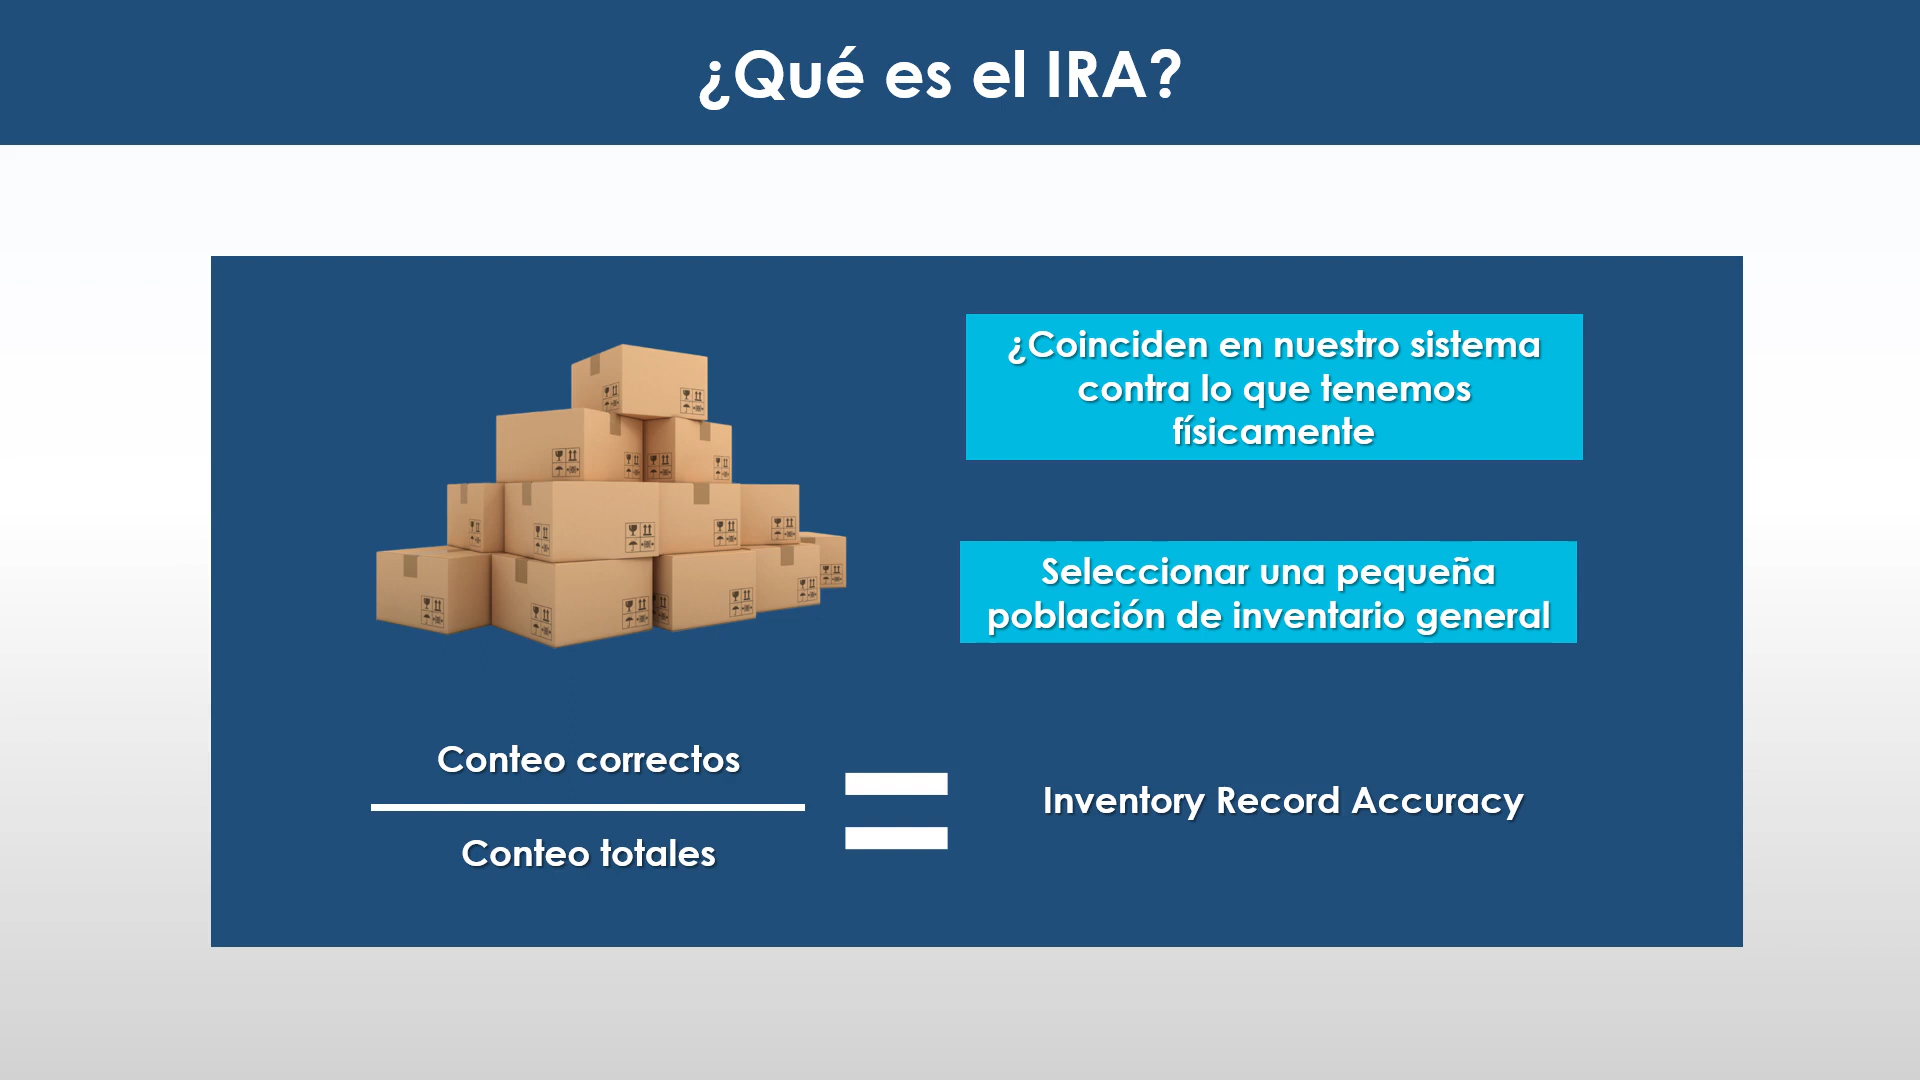 ¿Qué es el IRA?
¿Coinciden en nuestro sistema
contra lo que tenemos
físicamente
Seleccionar una pequeña
población de inventario general
Conteo correctos
Conteo totales
=
Inventory Record Accuracy